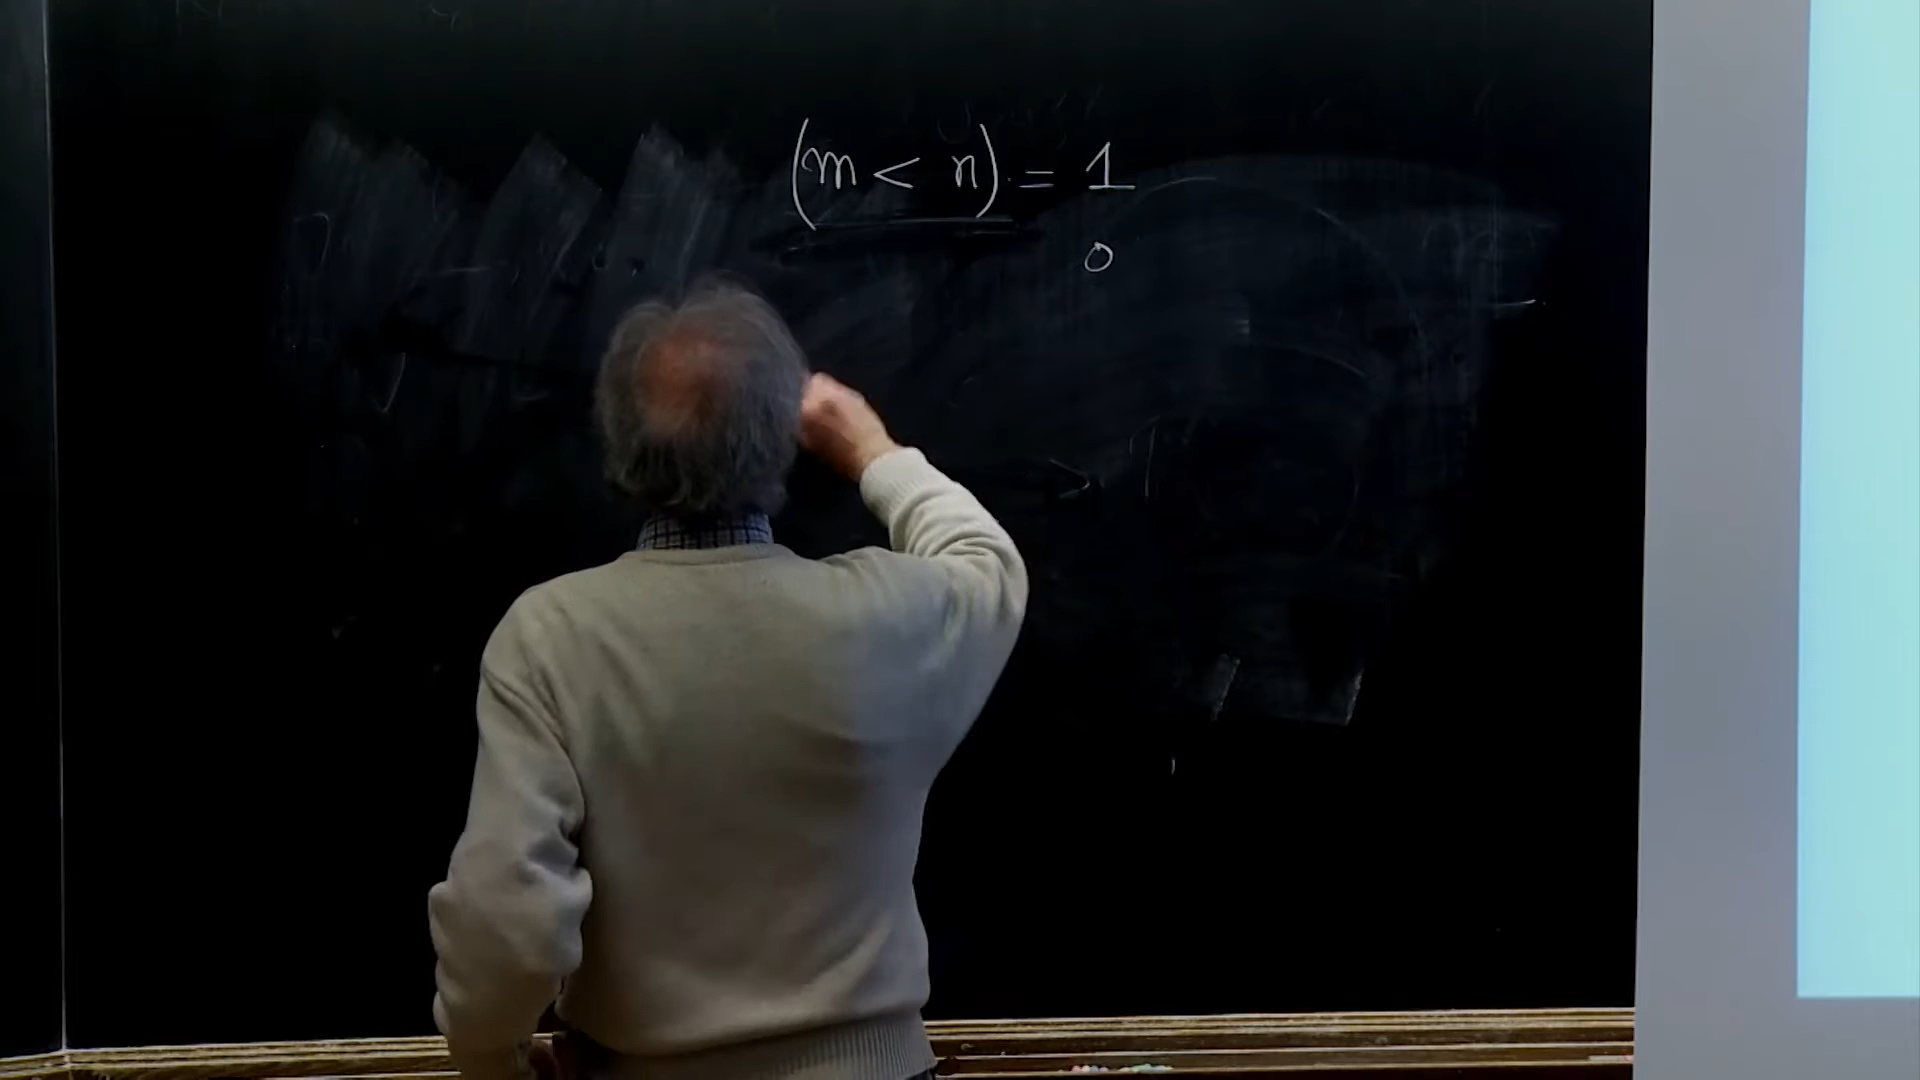 (m < n) = 1
0